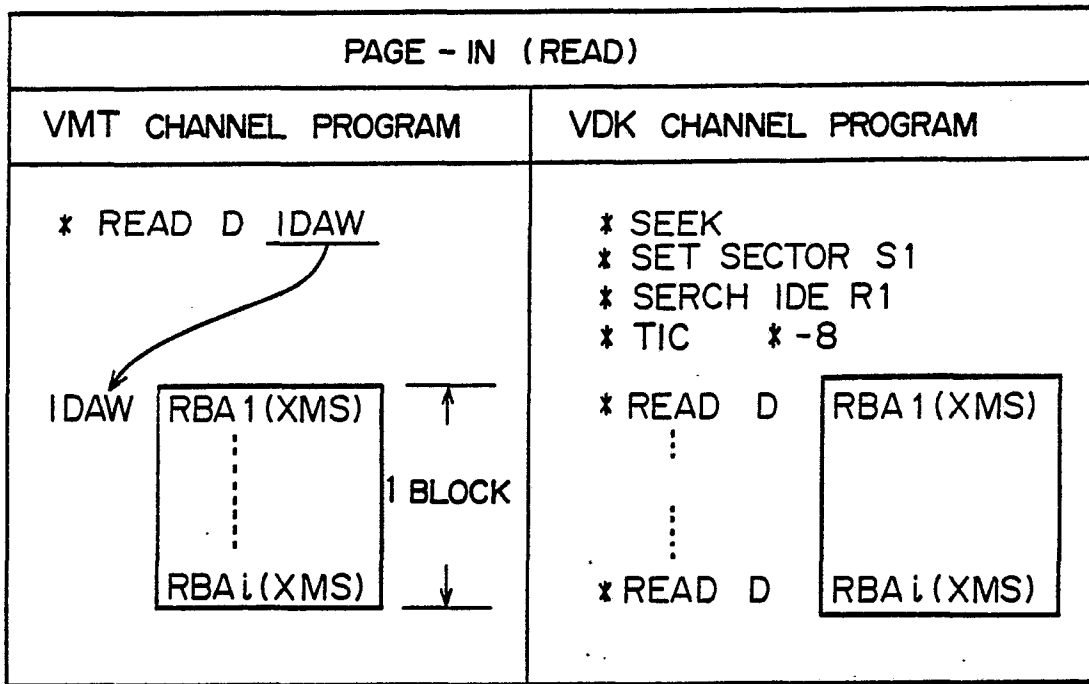 PAGE - IN (READ)
VMT CHANNEL PROGRAM
* READ D IDAW
IDAW RBA1(XMS)
1 BLOCK
RBAi(XMS)
VDK CHANNEL PROGRAM
* SEEK
* SET SECTOR S1
* SERCH IDE R1
* TIC * -8
* READ D RBA1(XMS)
* READ D RBAi(XMS)